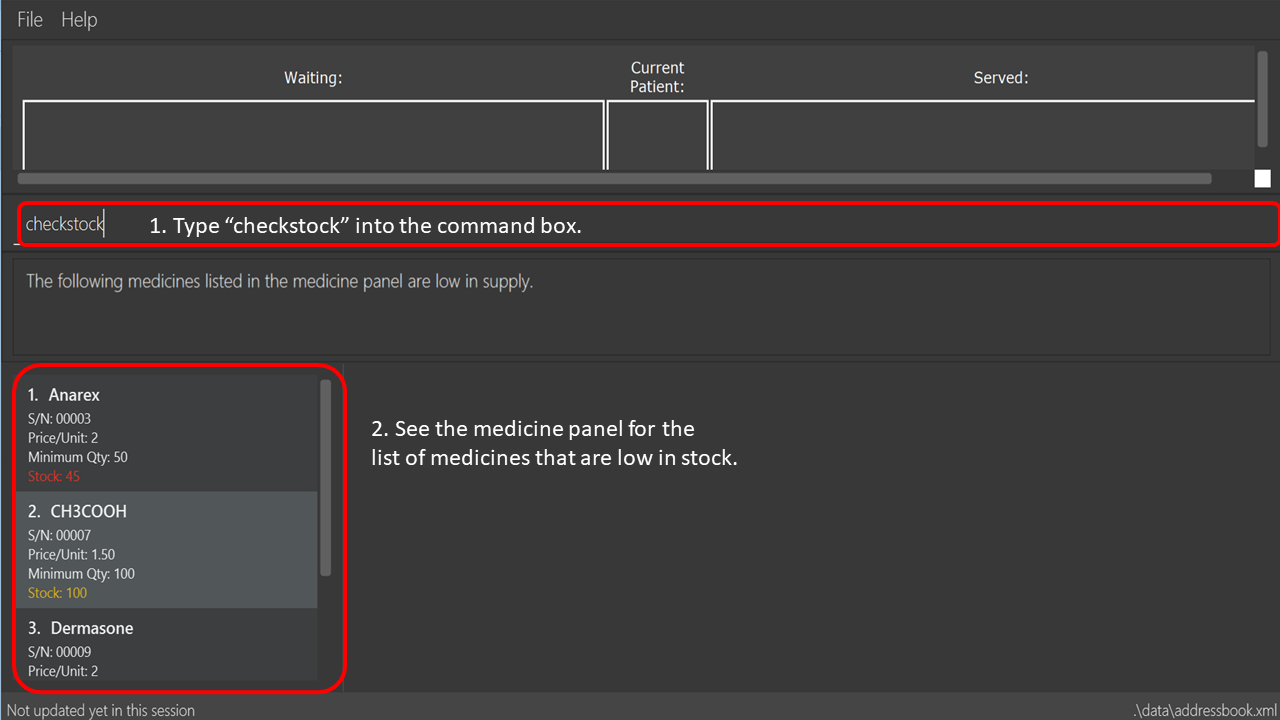 File Help
Waiting:
Current
Patient:
Served:
checkstock
1. Type “checkstock” into the command box.
The following medicines listed in the medicine panel are low in supply.
1. Anarex
S/N: 00003
Price/Unit: 2
Minimum Qty: 50
Stock: 45
2. CH3COOH
S/N: 00007
Price/Unit: 1.50
Minimum Qty: 100
Stock: 100
3. Dermasone
S/N: 00009
Price/Unit: 2
2. See the medicine panel for the
list of medicines that are low in stock.
Not updated yet in this session
.\data\addressbook.xml